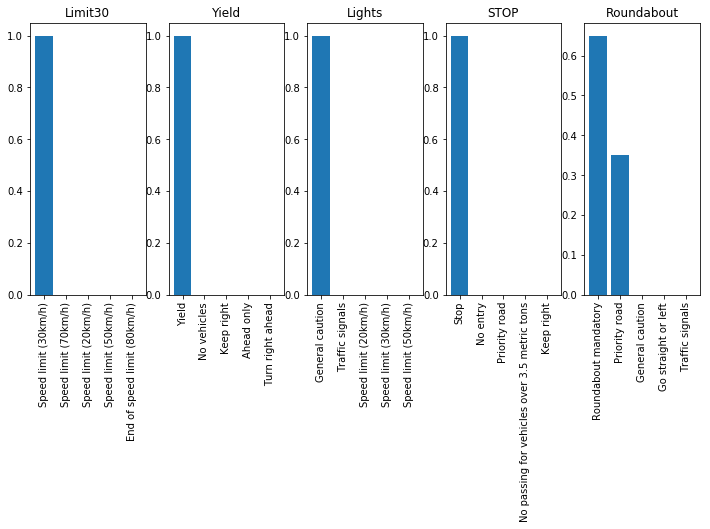 Limit30
1.0
0.8
0.6
0.4
0.2
0.0
Speed limit (30km/h)
Speed limit (70km/h)
Speed limit (20km/h)
Speed limit (50km/h)
End of speed limit (80km/h)
Yield
1.0
0.8
0.6
0.4
0.2
0.0
Yield
No vehicles
Keep right
Ahead only
Turn right ahead
Lights
1.0
0.8
0.6
0.4
0.2
0.0
General caution
Traffic signals
Speed limit (20km/h)
Speed limit (30km/h)
Speed limit (50km/h)
STOP
1.0
0.8
0.6
0.4
0.2
0.0
Stop
No entry
Priority road
No passing for vehicles over 3.5 metric tons
Keep right
Roundabout
0.6
0.5
0.4
0.3
0.2
0.1
0.0
Roundabout mandatory
Priority road
General caution
Go straight or left
Traffic signals